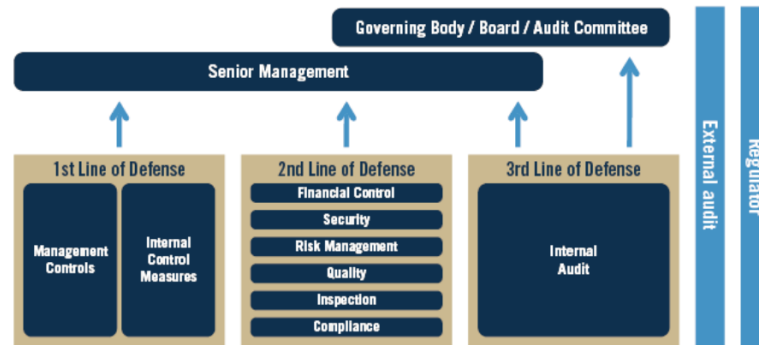 Governing Body / Board / Audit Committee
Senior Management
1st Line of Defense
Management
Controls
Internal
Control
Measures
2nd Line of Defense
Financial Control
Security
Risk Management
Quality
Inspection
Compliance
3rd Line of Defense
Internal
Audit
External audit
Regulator